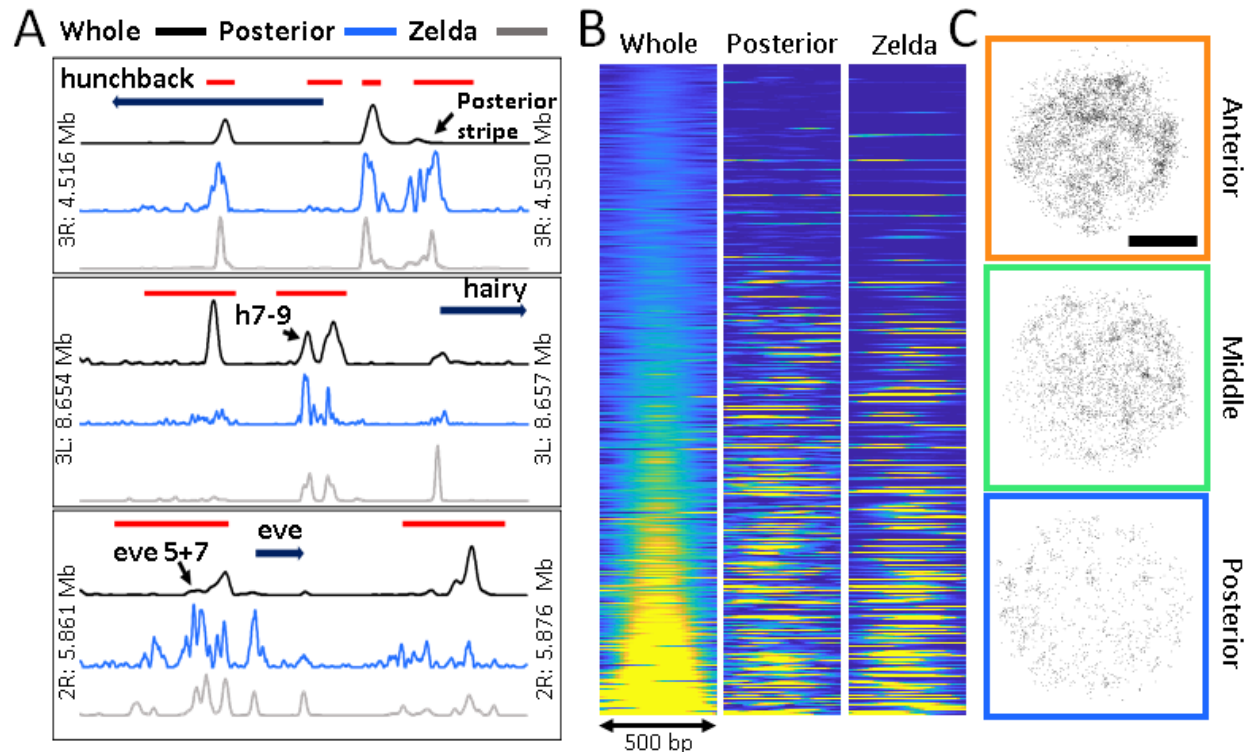 A Whole Posterior Zelda
hunchback
Posterior
stripe
3R: 4.516 Mb
3R: 4.530 Mb
hairy
h7-9
3L: 8.654 Mb
3L: 8.657 Mb
eve
eve 5+7
2R: 5.861 Mb
2R: 5.876 Mb
B Whole Posterior Zelda
500 bp
C
Anterior
Middle
Posterior